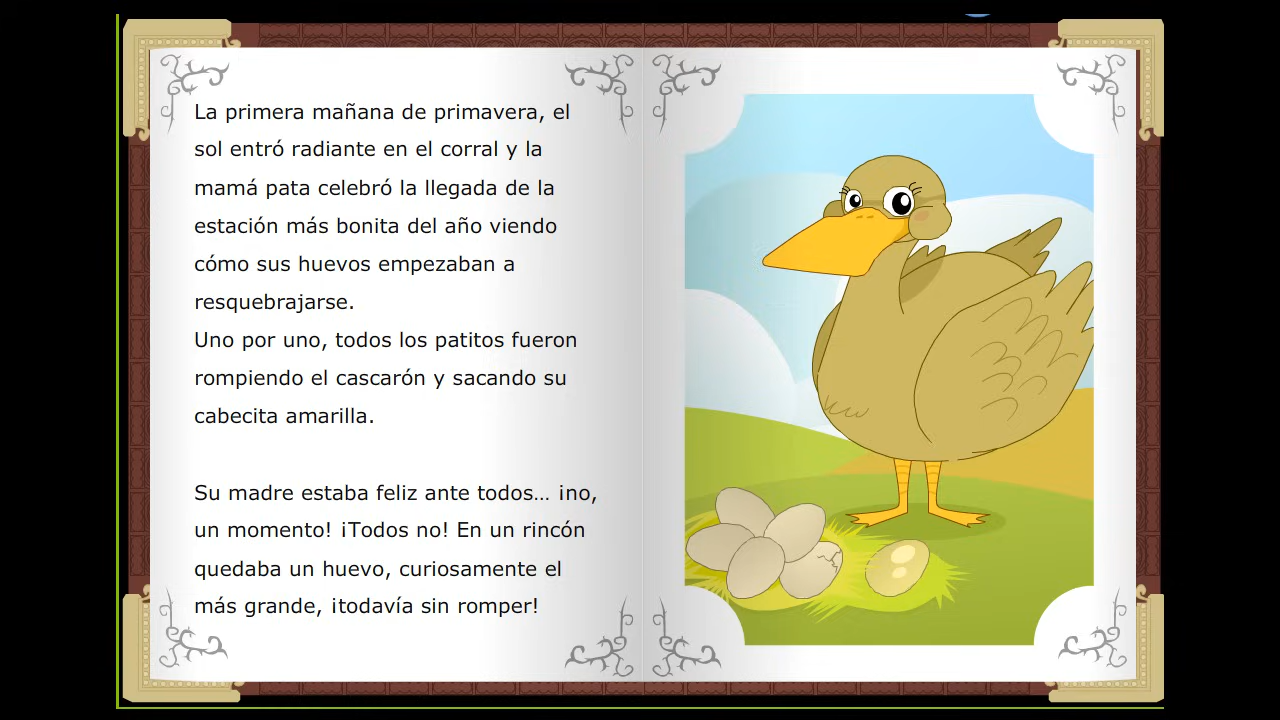 La primera mañana de primavera, el
sol entró radiante en el corral y la
mamá pata celebró la llegada de la
estación más bonita del año viendo
cómo sus huevos empezaban a
resquebrajarse.
Uno por uno, todos los patitos fueron
rompiendo el cascarón y sacando su
cabecita amarilla.
Su madre estaba feliz ante todos… ¡no,
un momento! ¡Todos no! En un rincón
quedaba un huevo, curiosamente el
más grande, ¡todavía sin romper!